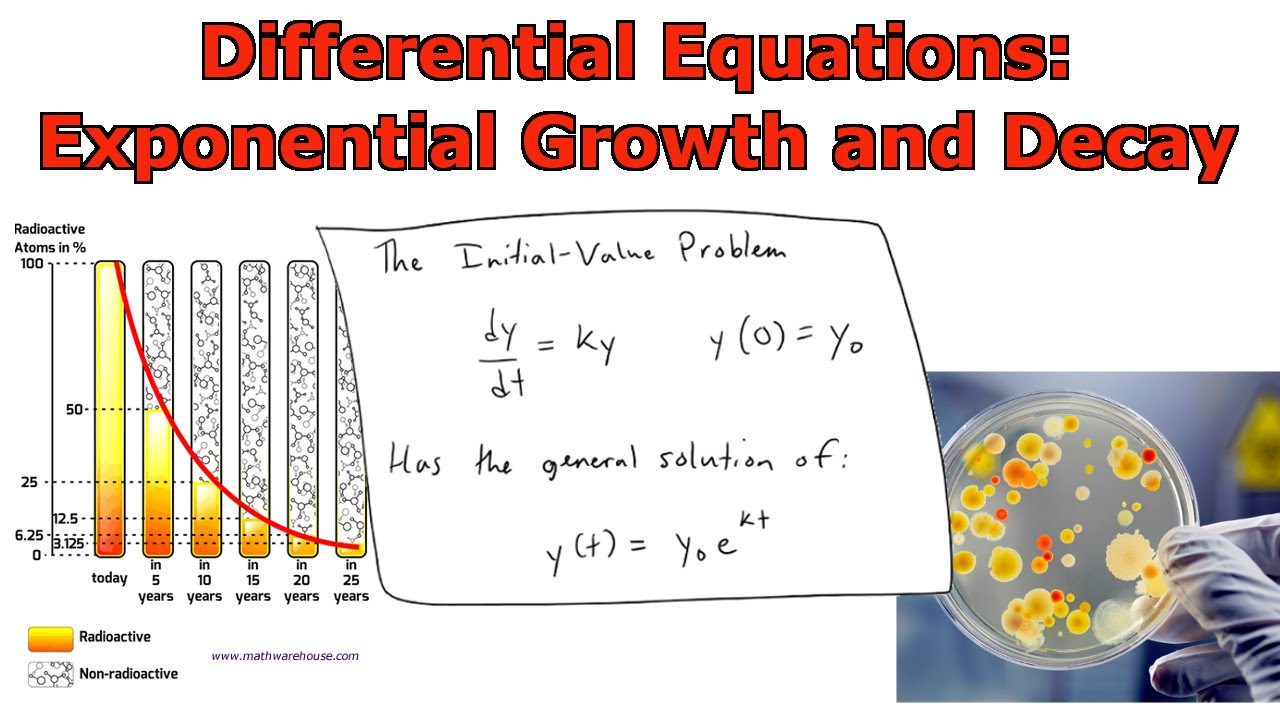 Differential Equations:
Exponential Growth and Decay
Radioactive
Atoms in %
100
50
25
12.5
6.25
3.125
0
today
in
5
years
in
10
years
in
15
years
in
20
years
in
25
years
Radioactive
Non-radioactive
www.mathwarehouse.com
The Initial-Value Problem
dy/dt = ky y(0) = y₀
Has the general solution of:
y(t) = y₀ e^kt